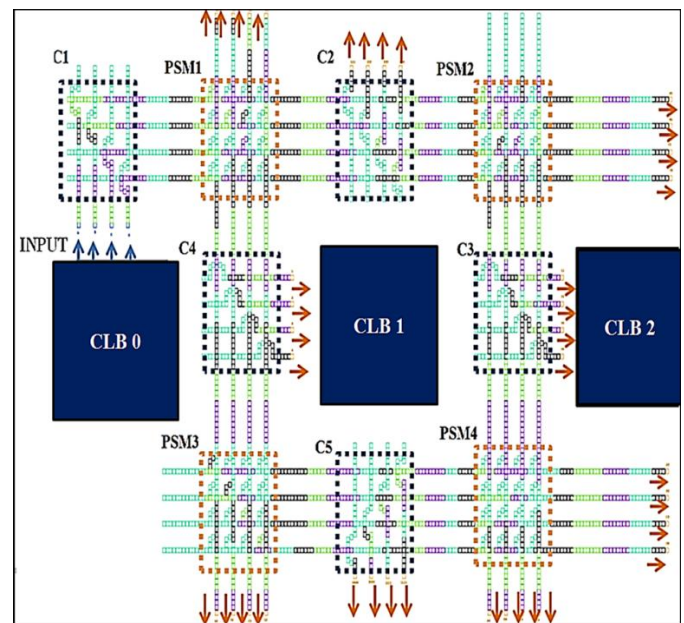 C1
PSM1
C2
PSM2
INPUT
C4
C3
CLB 0
CLB 1
CLB 2
PSM3
C5
PSM4